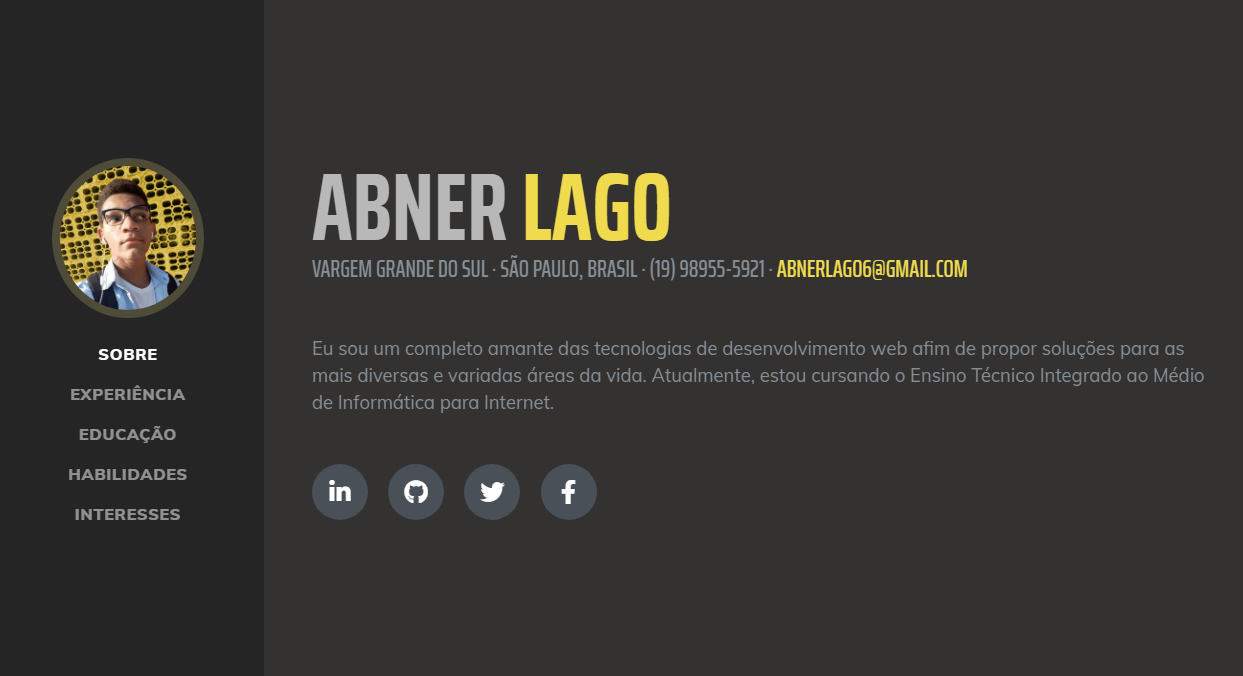 SOBRE
EXPERIÊNCIA
EDUCAÇÃO
HABILIDADES
INTERESSES
ABNER LAGO
VARGEM GRANDE DO SUL · SÃO PAULO, BRASIL · (19) 98955-5921 · ABNERLAGO6@GMAIL.COM
Eu sou um completo amante das tecnologias de desenvolvimento web afim de propor soluções para as
mais diversas e variadas áreas da vida. Atualmente, estou cursando o Ensino Técnico Integrado ao Médio
de Informática para Internet.